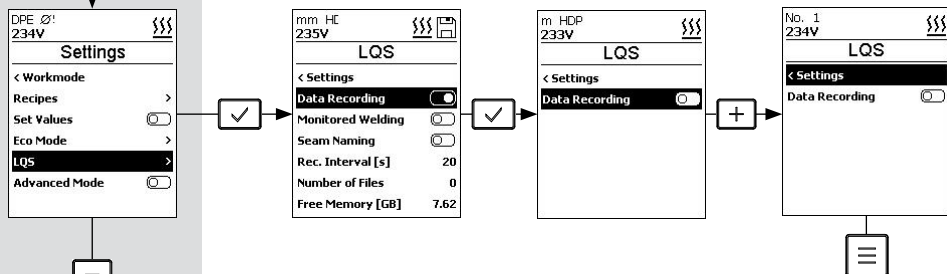 DPE Ø!
234V
Settings
< Workmode
Recipes >
Set Values
Eco Mode >
LQS >
Advanced Mode
mm HD
235V
LQS
< Settings
Data Recording
Monitored Welding
Seam Naming
Rec. Interval [s] 20
Number of Files 0
Free Memory [GB] 7.62
m HDP
233V
LQS
< Settings
Data Recording
No. 1
234V
LQS
< Settings
Data Recording